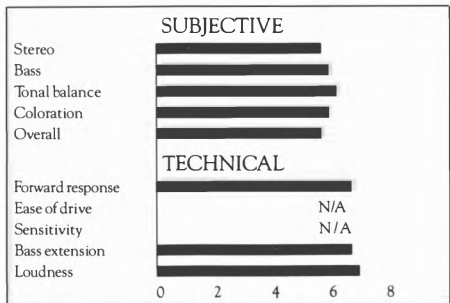 SUBJECTIVE
Stereo
Bass
Tonal balance
Coloration
Overall
TECHNICAL
Forward response
Ease of drive N/A
Sensitivity N/A
Bass extension
Loudness
0 2 4 6 8